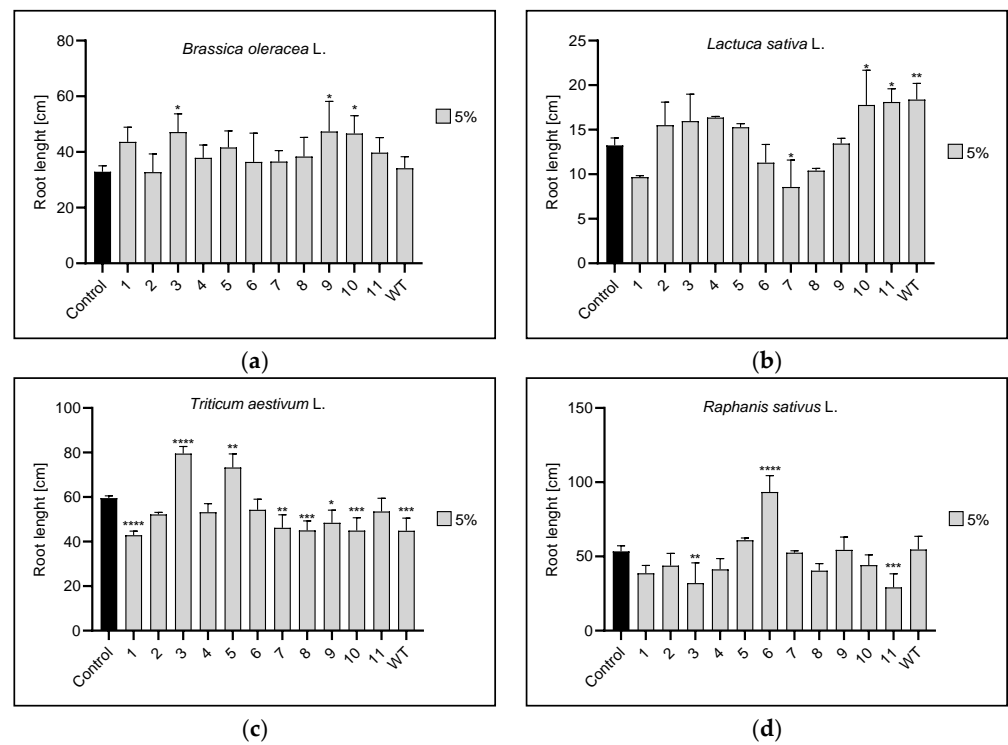 Brassica oleracea L.
Root lenght [cm]
80
60
40
20
0
* * *
5%
Control 1 2 3 4 5 6 7 8 9 10 11 WT
(a)
Lactuca sativa L.
Root lenght [cm]
25
20
15
10
5
0
* * * **
5%
Control 1 2 3 4 5 6 7 8 9 10 11 WT
(b)
Triticum aestivum L.
Root lenght [cm]
100
80
60
40
20
0
**** **** ** ** *** * *** ***
5%
Control 1 2 3 4 5 6 7 8 9 10 11 WT
(c)
Raphanis sativus L.
Root lenght [cm]
150
100
50
0
** **** ***
5%
Control 1 2 3 4 5 6 7 8 9 10 11 WT
(d)